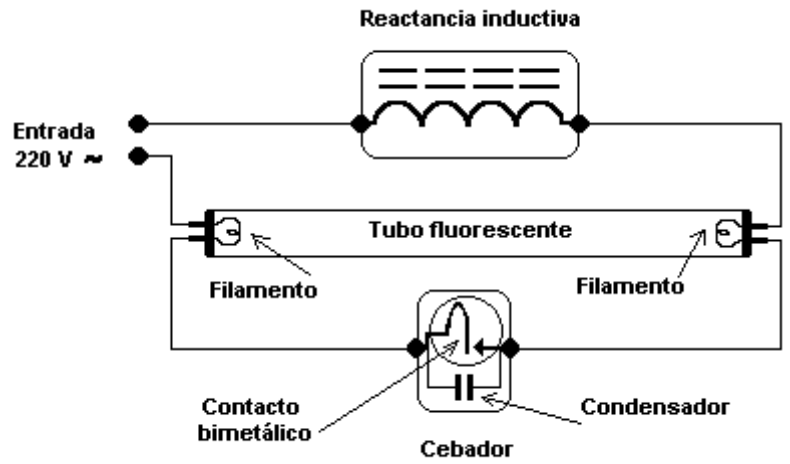 Reactancia inductiva
Entrada
220 V ~
Tubo fluorescente
Filamento
Filamento
Contacto
bimetálico
Condensador
Cebador